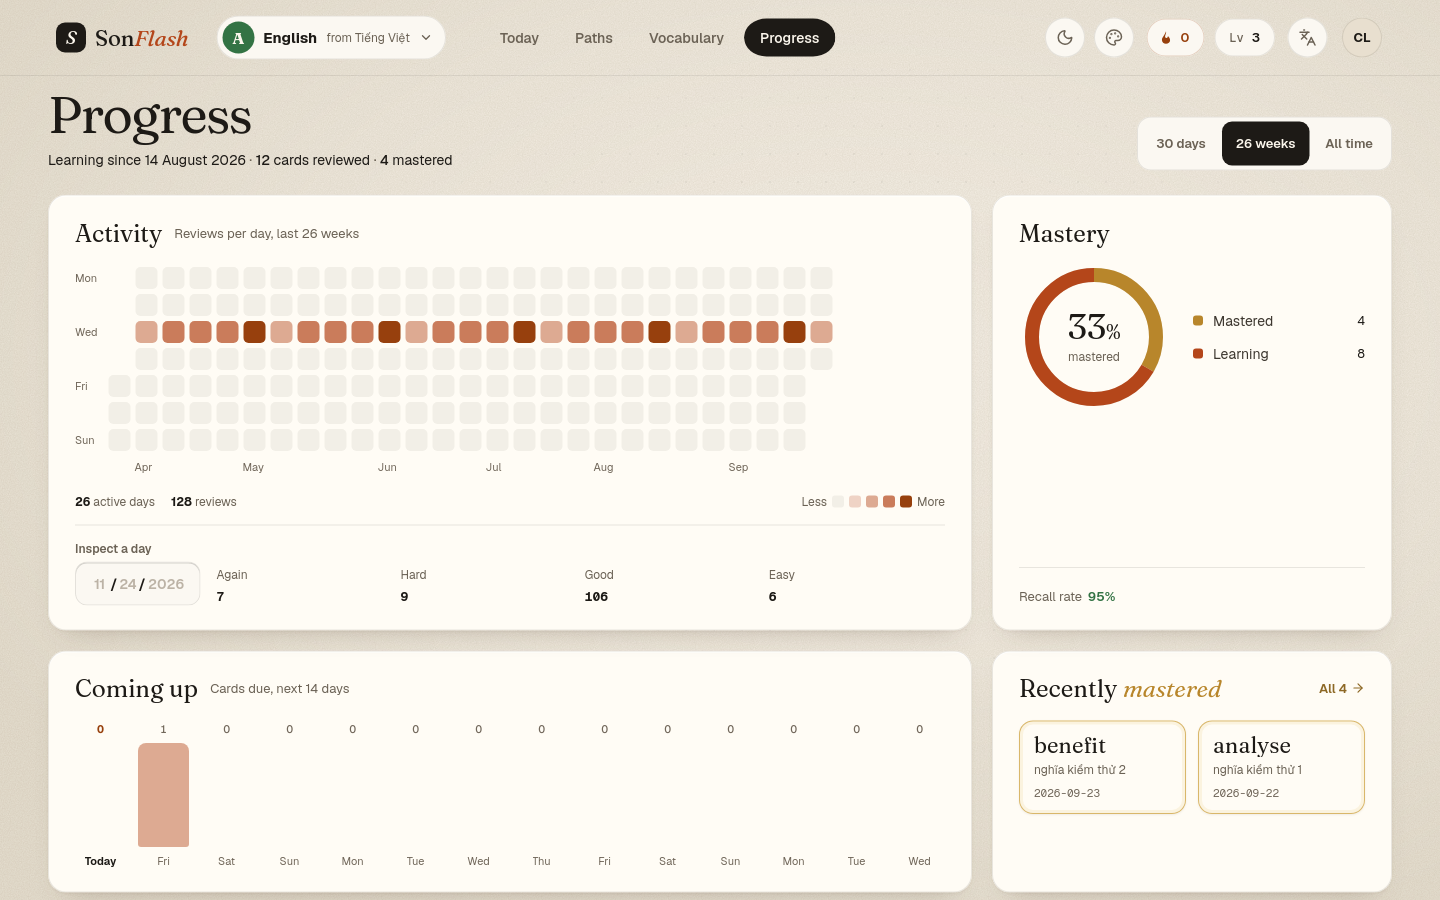 S SonFlash
A English from Tiếng Việt
Today Paths Vocabulary Progress
0
Lv 3
CL
Progress
Learning since 14 August 2026 · 12 cards reviewed · 4 mastered
30 days 26 weeks All time
Activity Reviews per day, last 26 weeks
Mon
Wed
Fri
Sun
Apr May Jun Jul Aug Sep
26 active days 128 reviews
Less More
Inspect a day
11 / 24 / 2026
Again Hard Good Easy
7 9 106 6
Mastery
33%
mastered
Mastered 4
Learning 8
Recall rate 95%
Coming up Cards due, next 14 days
0 1 0 0 0 0 0 0 0 0 0 0 0 0
Today Fri Sat Sun Mon Tue Wed Thu Fri Sat Sun Mon Tue Wed
Recently mastered All 4 →
benefit
nghĩa kiểm thử 2
2026-09-23
analyse
nghĩa kiểm thử 1
2026-09-22